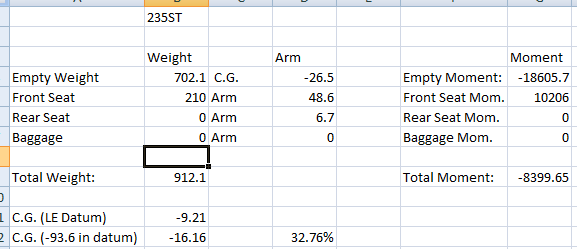 235ST
Weight Arm Moment
Empty Weight 702.1 C.G. -26.5 Empty Moment: -18605.7
Front Seat 210 Arm 48.6 Front Seat Mom. 10206
Rear Seat 0 Arm 6.7 Rear Seat Mom. 0
Baggage 0 Arm 0 Baggage Mom. 0
Total Weight: 912.1 Total Moment: -8399.65
C.G. (LE Datum) -9.21
C.G. (-93.6 in datum) -16.16 32.76%